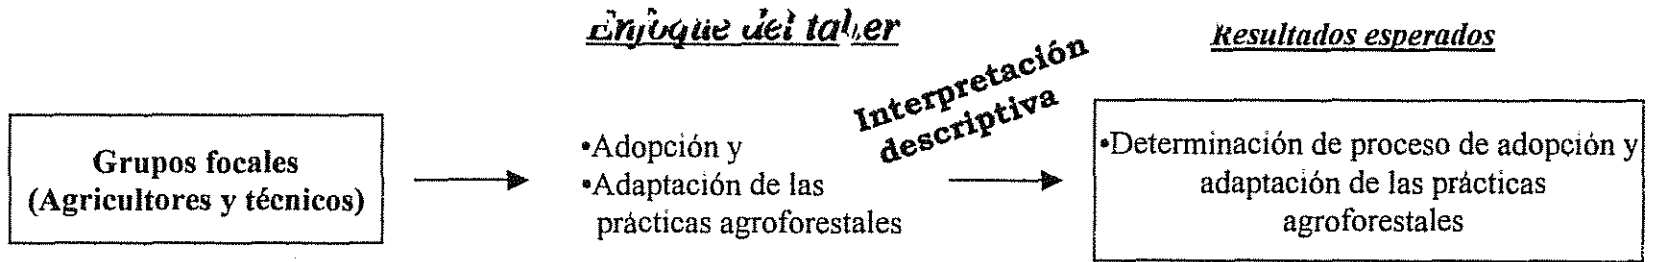 Enfoque del taller
Resultados esperados
Grupos focales
(Agricultores y técnicos)
•Adopción y
•Adaptación de las
prácticas agroforestales
Interpretación
descriptiva
•Determinación de proceso de adopción y
adaptación de las prácticas
agroforestales